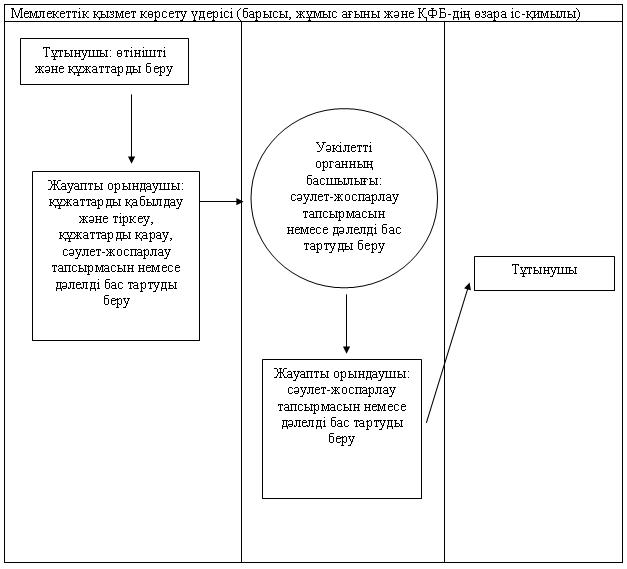 Мемлекеттік қызмет көрсету үдерісі (барысы, жұмыс ағыны және ҚФБ-дің өзара іс-қимылы)
Тұтынушы: өтінішті
және құжаттарды беру
Жауапты орындаушы:
құжаттарды қабылдау
және тіркеу,
құжаттарды қарау,
сәулет-жоспарлау
тапсырмасын немесе
дәлелді бас тартуды
беру
Уәкілетті
органның
басшылығы:
сәулет-жоспарлау
тапсырмасын
немесе дәлелді бас
тартуды беру
Жауапты орындаушы:
сәулет-жоспарлау
тапсырмасын немесе
дәлелді бас тартуды
беру
Тұтынушы